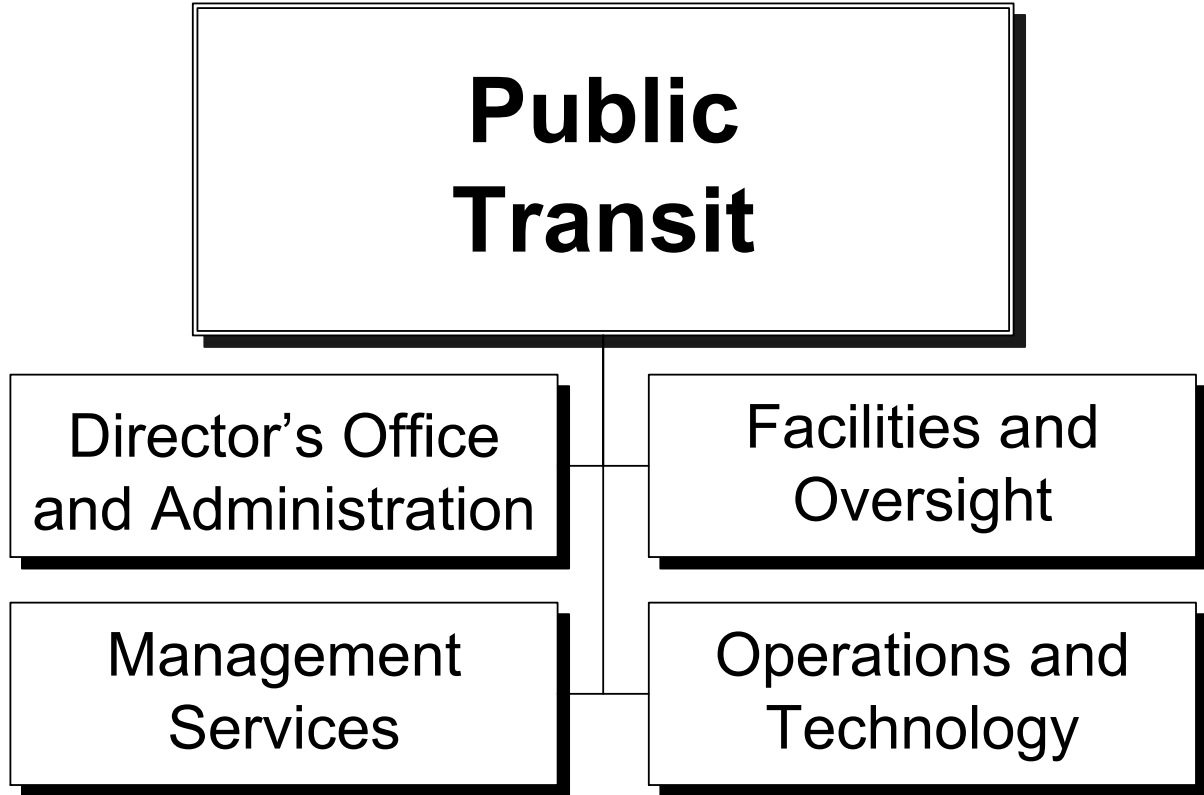 Public
Transit
Director’s Office
and Administration
Facilities and
Oversight
Management
Services
Operations and
Technology